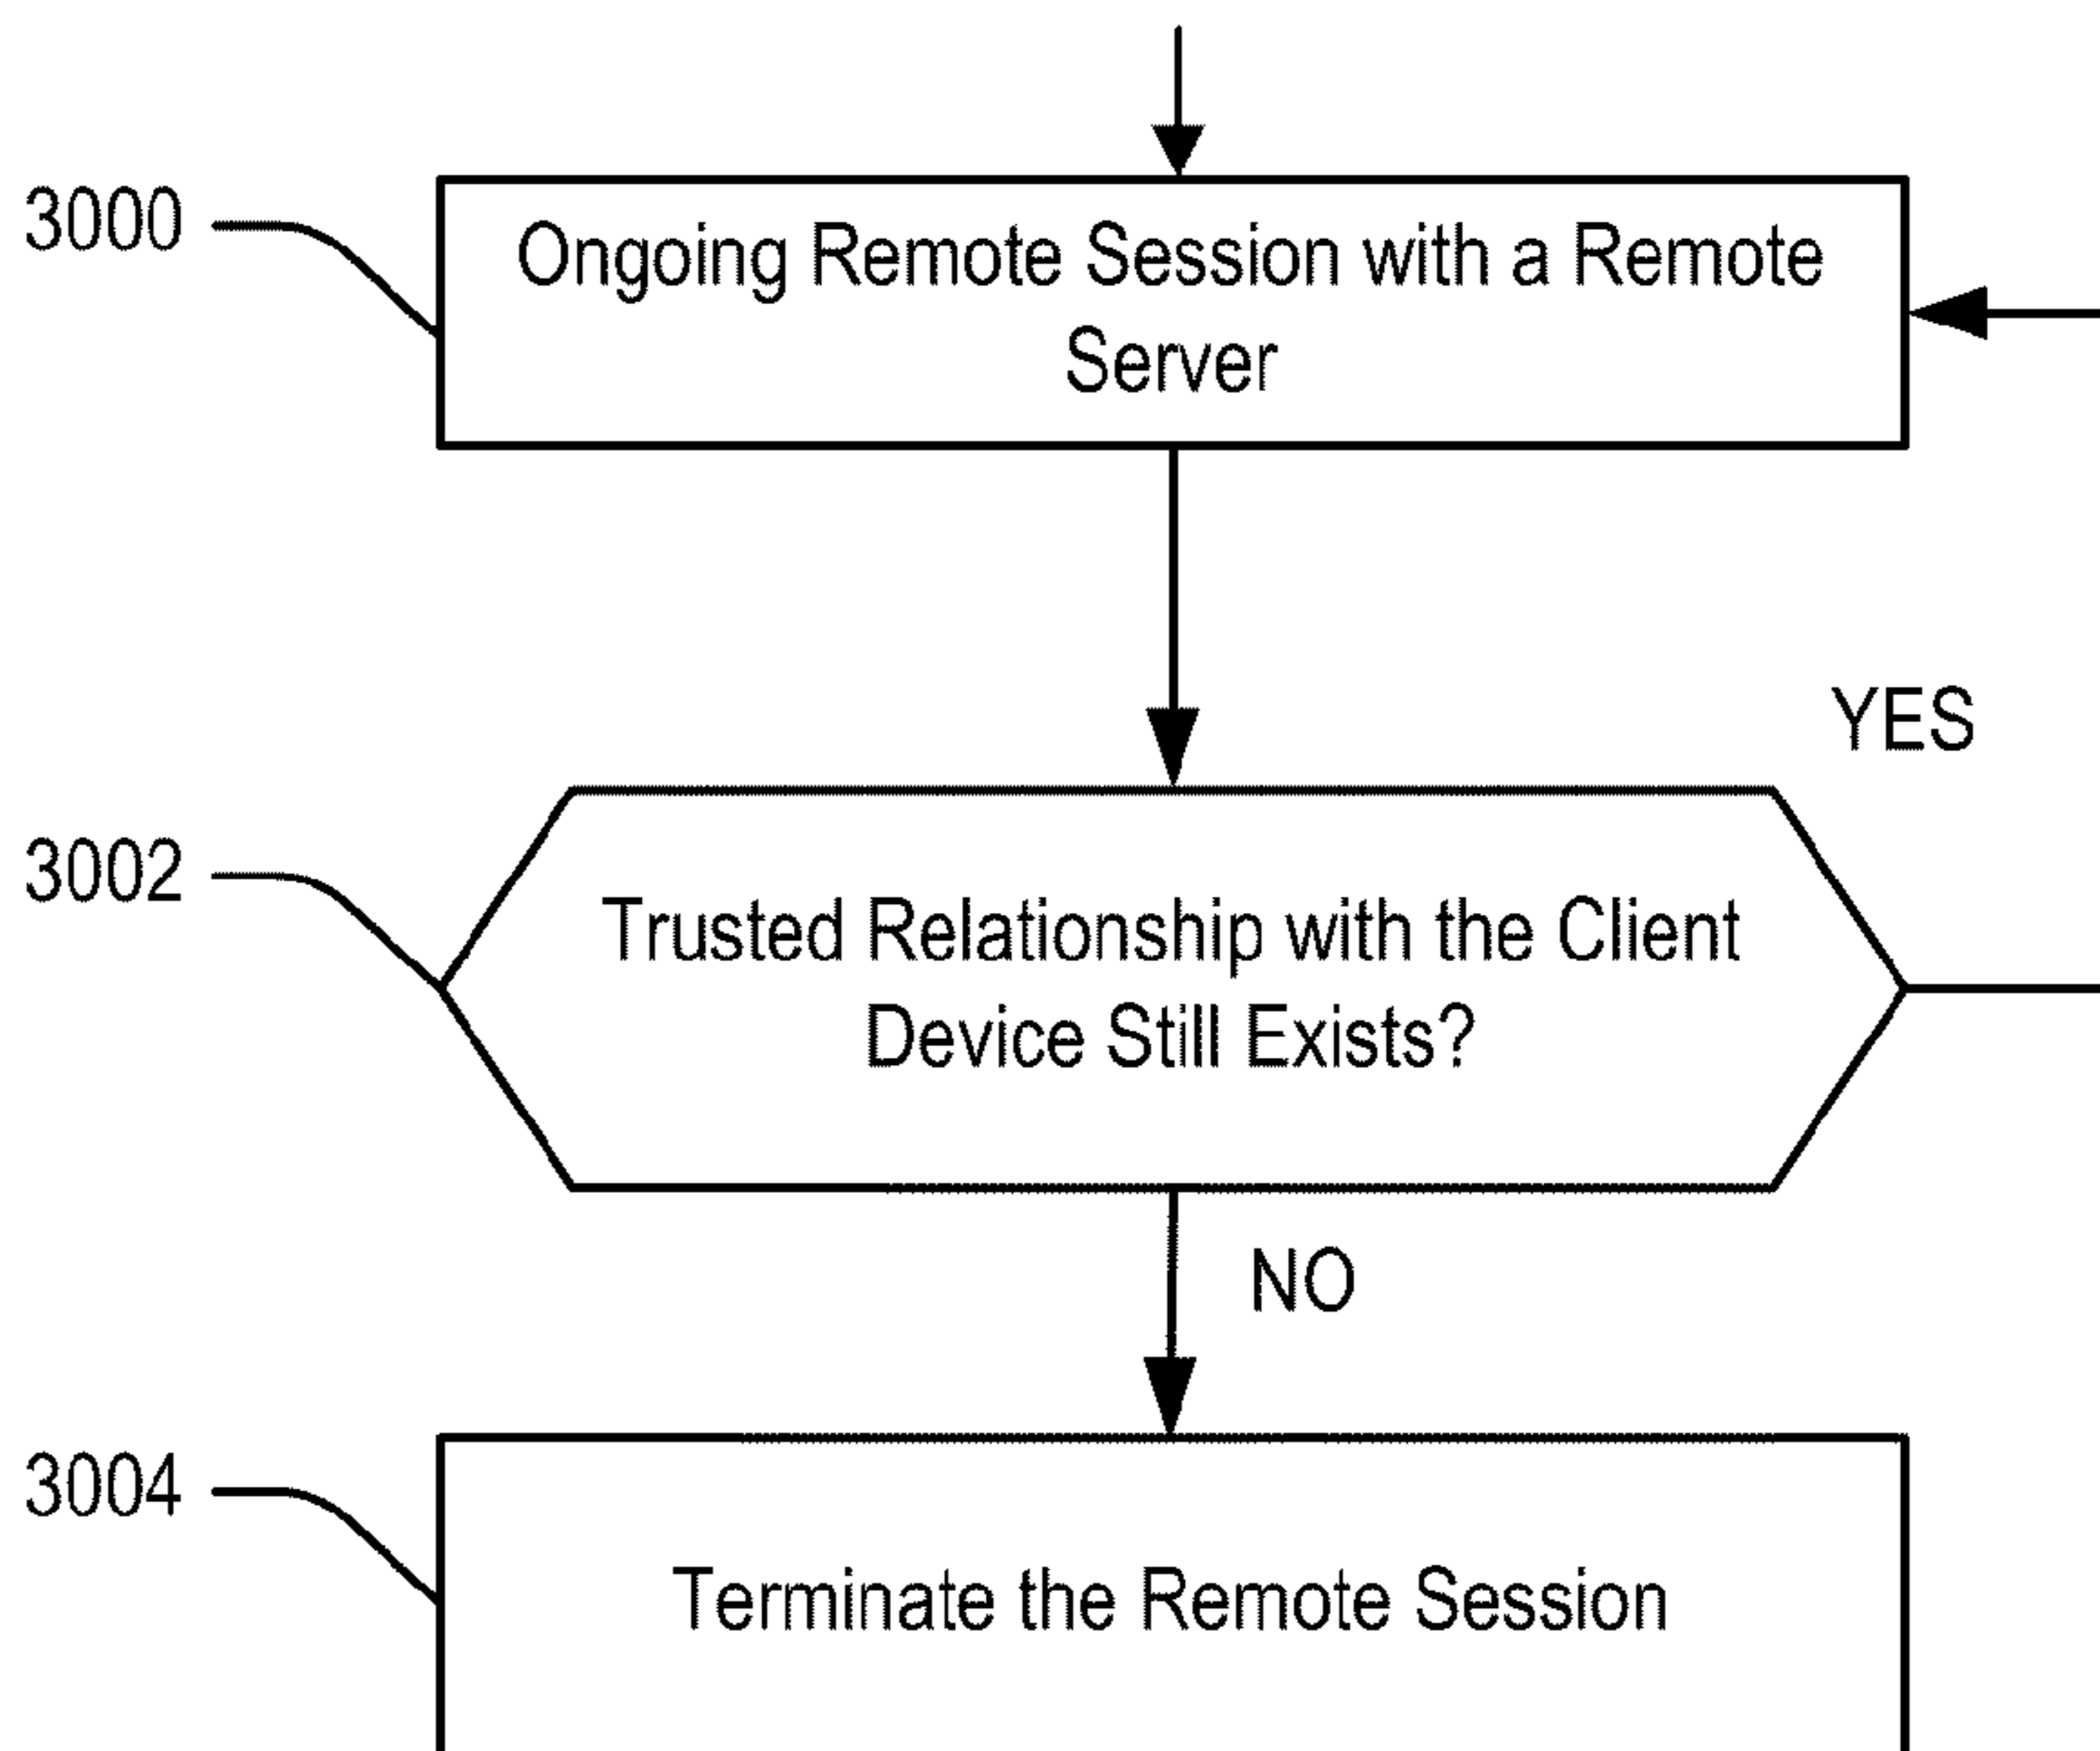 3000
Ongoing Remote Session with a Remote
Server
YES
3002
Trusted Relationship with the Client
Device Still Exists?
NO
3004
Terminate the Remote Session